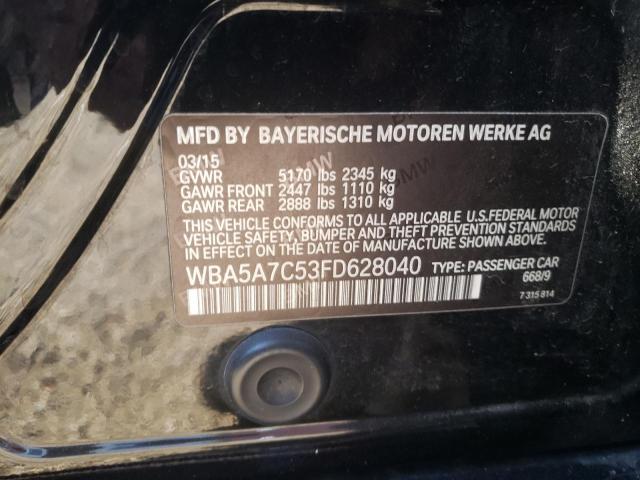 MFD BY BAYERISCHE MOTOREN WERKE AG
03/15
GVWR 5170 lbs 2345 kg
GAWR FRONT 2447 lbs 1110 kg
GAWR REAR 2888 lbs 1310 kg
THIS VEHICLE CONFORMS TO ALL APPLICABLE U.S.FEDERAL MOTOR
VEHICLE SAFETY, BUMPER AND THEFT PREVENTION STANDARDS
IN EFFECT ON THE DATE OF MANUFACTURE SHOWN ABOVE.
WBA5A7C53FD628040 TYPE: PASSENGER CAR
668/9
7 315 814